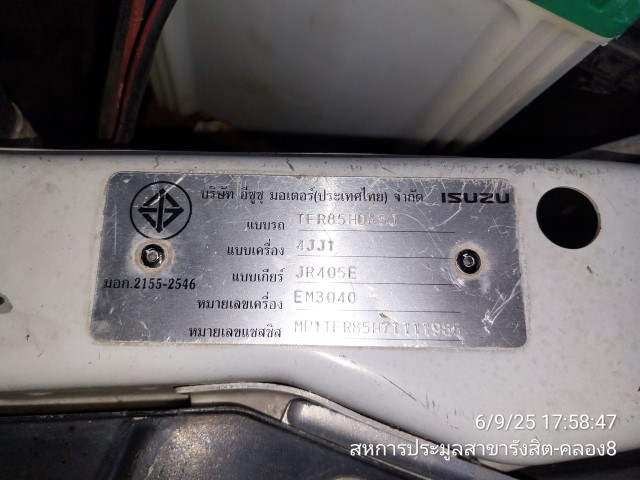 บริษัท อีซูซุ มอเตอร์(ประเทศไทย) จำกัด ISUZU
แบบรถ
แบบเครื่อง 4JJ1
แบบเกียร์ JR405E
มอก.2155-2546
หมายเลขเครื่อง EM3040
หมายเลขแชสซิส
6/9/25 17:58:47
สหการประมูลสาขารังสิต-คลอง8